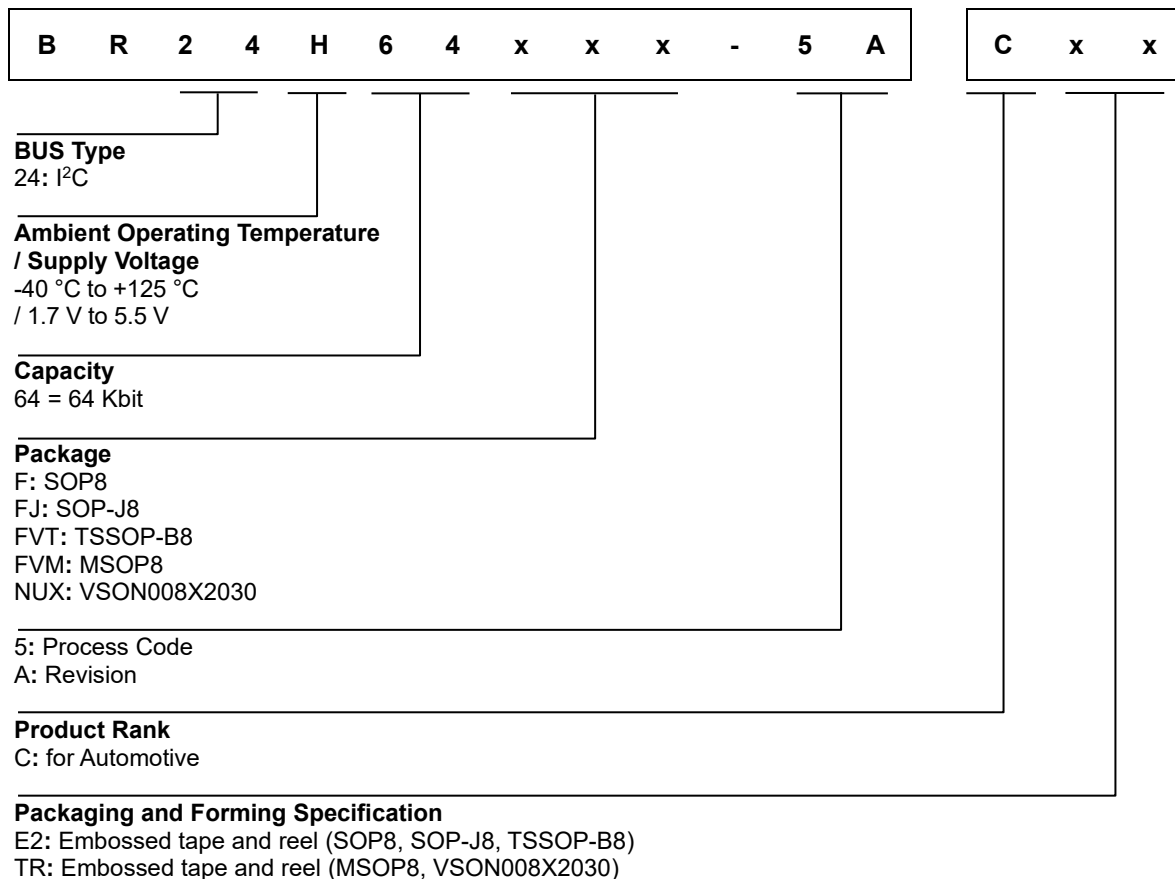 B R 2 4 H 6 4 x x x - 5 A C x x
BUS Type
24: I²C
Ambient Operating Temperature
/ Supply Voltage
-40 °C to +125 °C
/ 1.7 V to 5.5 V
Capacity
64 = 64 Kbit
Package
F: SOP8
FJ: SOP-J8
FVT: TSSOP-B8
FVM: MSOP8
NUX: VSON008X2030
5: Process Code
A: Revision
Product Rank
C: for Automotive
Packaging and Forming Specification
E2: Embossed tape and reel (SOP8, SOP-J8, TSSOP-B8)
TR: Embossed tape and reel (MSOP8, VSON008X2030)